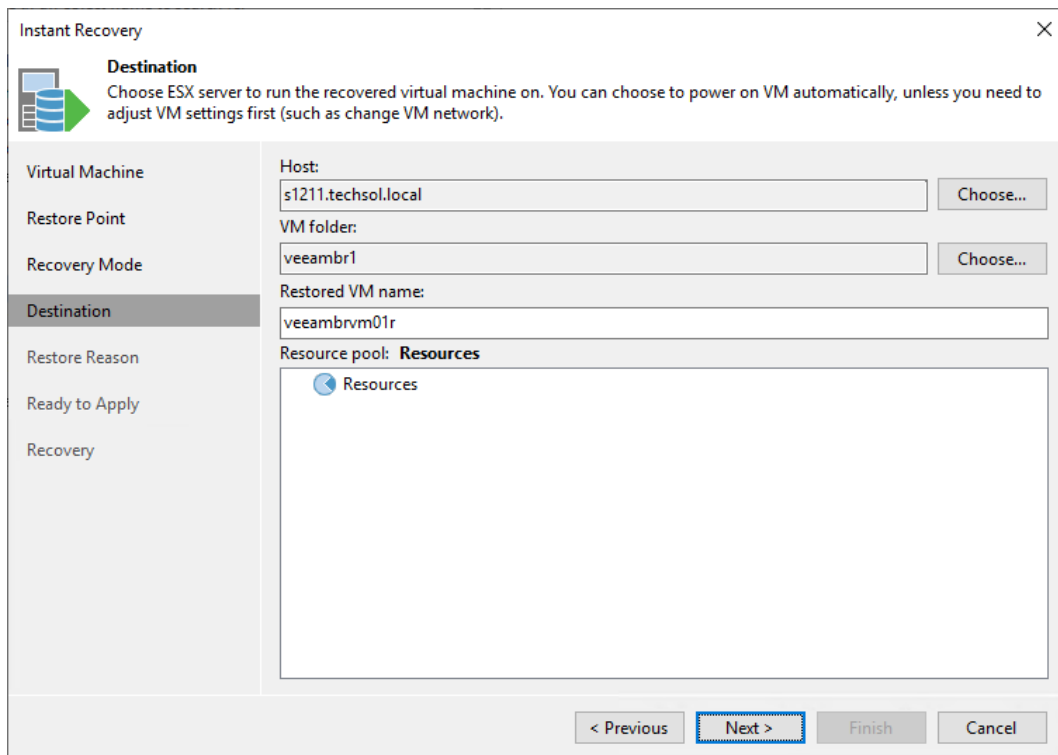 Instant Recovery
Destination
Choose ESX server to run the recovered virtual machine on. You can choose to power on VM automatically, unless you need to
adjust VM settings first (such as change VM network).
Virtual Machine
Restore Point
Recovery Mode
Destination
Restore Reason
Ready to Apply
Recovery
Host:
s1211.techsol.local
Choose...
VM folder:
veeambr1
Choose...
Restored VM name:
veeambrvm01r
Resource pool: Resources
Resources
< Previous
Next >
Finish
Cancel